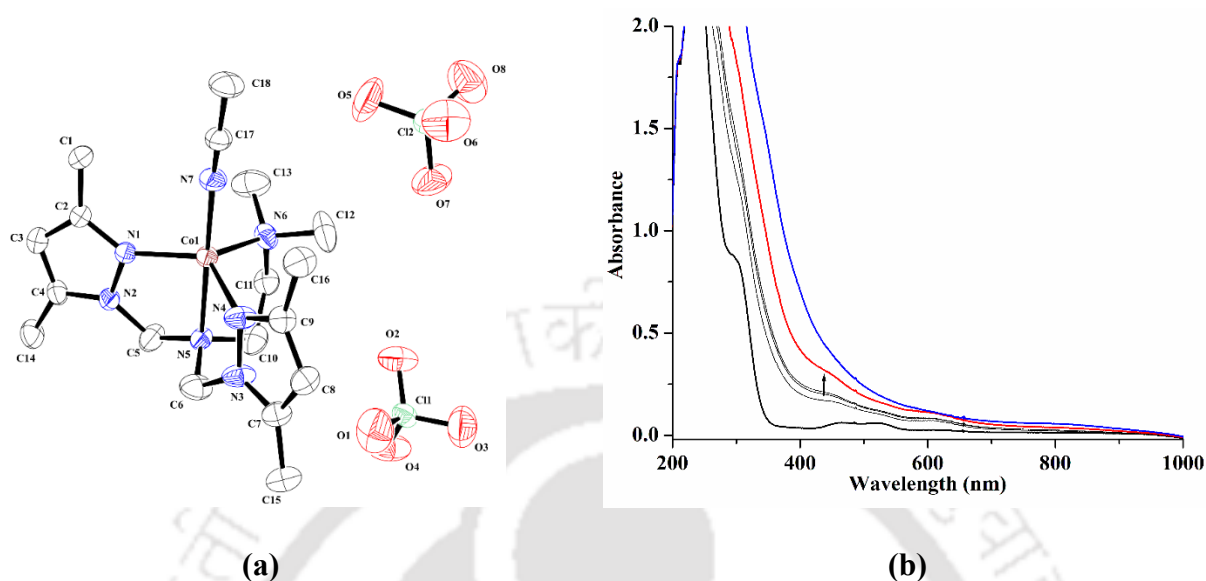 C18
C17
C1
N7
C13
C2
N6
C12
C3
N1
Co1
C16
C4
N2
C11
N4
C9
C14
C5
N5
C10
C6
N3
C8
C7
C15
O5
O8
Cl2
O6
O7
O2
Cl1
O1
O3
O4
(a)
2.0
1.5
1.0
0.5
0.0
Absorbance
200 400 600 800 1000
Wavelength (nm)
(b)